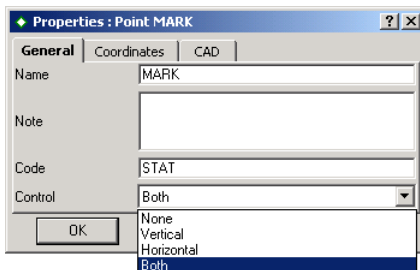 Properties : Point MARK
General Coordinates CAD
Name MARK
Note
Code STAT
Control Both
None
OK Vertical
Horizontal
Both